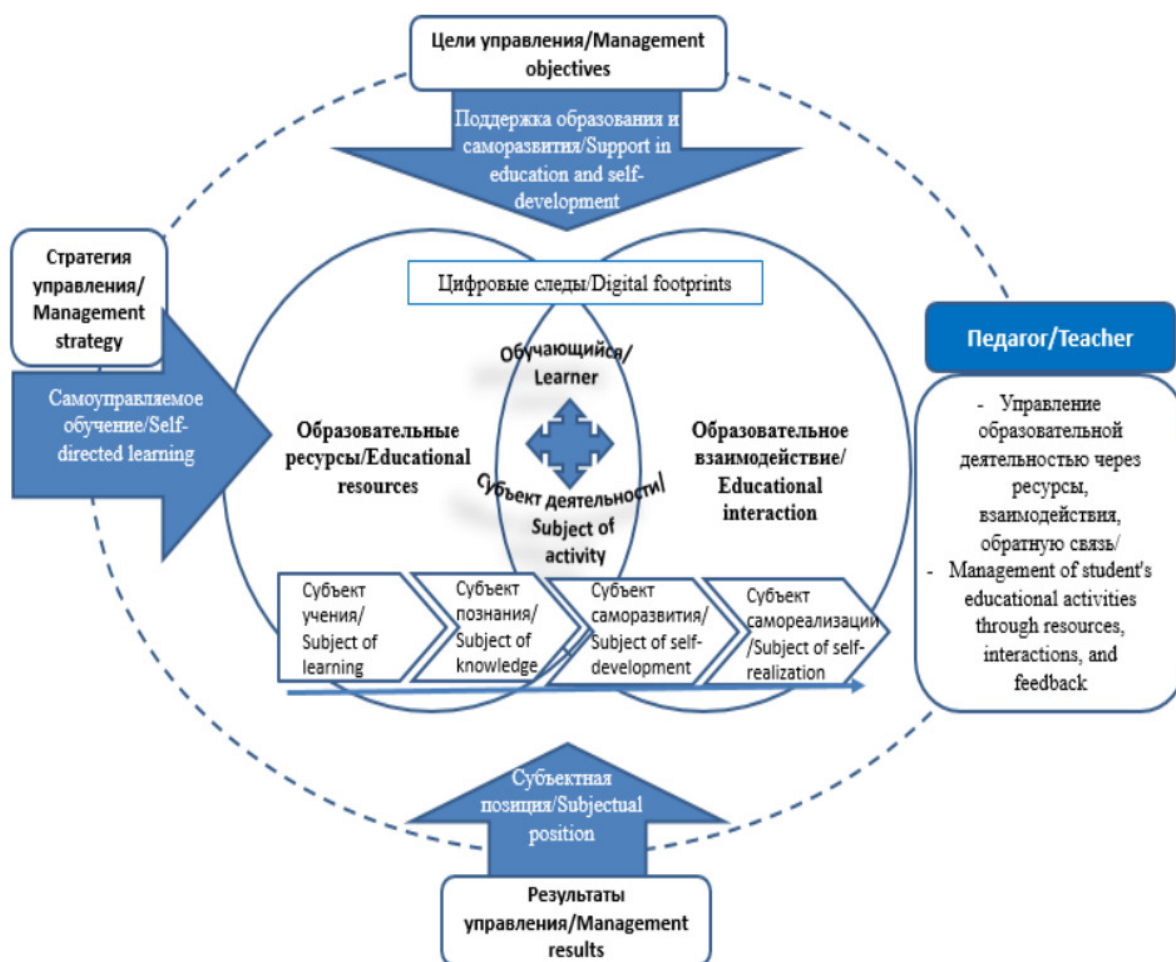 Цели управления/Management
objectives
Поддержка образования и
саморазвития/Support in
education and self-
development
Стратегия
управления/
Management
strategy
Самоуправляемое
обучение/Self-
directed learning
Цифровые следы/Digital footprints
Обучающийся/
Learner
Образовательные
ресурсы/Educational
resources
Образовательное
взаимодействие/
Educational
interaction
Субъект деятельности/
Subject of
activity
Субъект
учения/
Subject of
learning
Субъект
познания/
Subject of
knowledge
Субъект
саморазвития/
Subject of self-
development
Субъект
самореализации
/Subject of self-
realization
Педагог/Teacher
- Управление
образовательной
деятельностью через
ресурсы,
взаимодействия,
обратную связь/
- Management of student's
educational activities
through resources,
interactions, and
feedback
Субъектная
позиция/Subjectual
position
Результаты
управления/Management
results